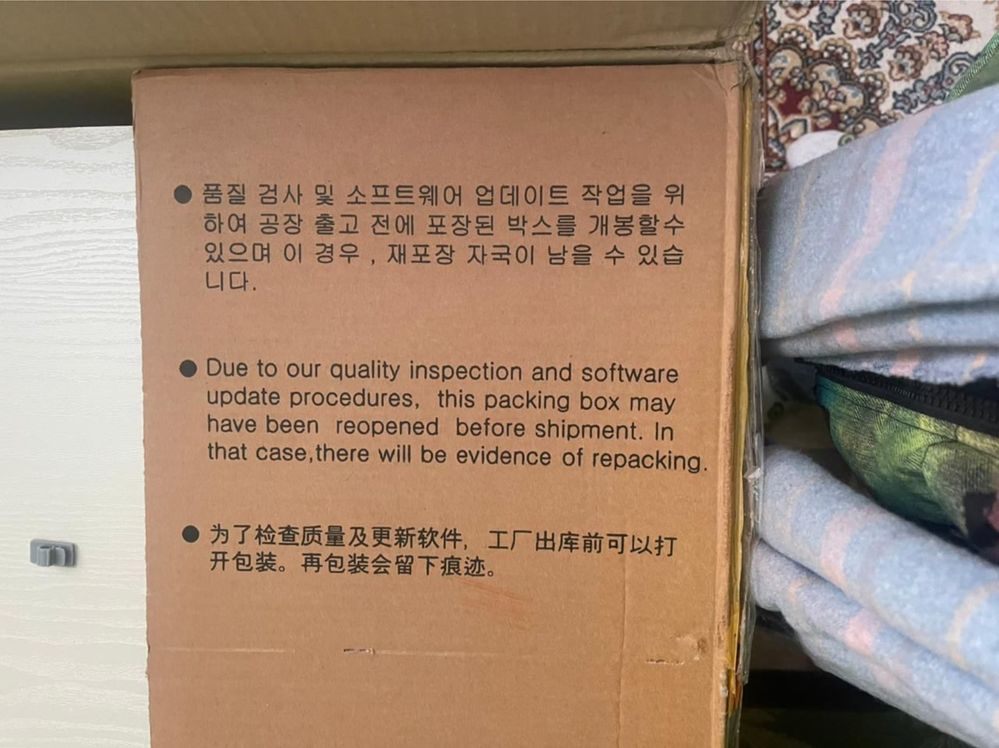 ● 품질 검사 및 소프트웨어 업데이트 작업을 위
하여 공장 출고 전에 포장된 박스를 개봉할수
있으며 이 경우 , 재포장 자국이 남을 수 있습
니다.
● Due to our quality inspection and software
update procedures, this packing box may
have been reopened before shipment. In
that case,there will be evidence of repacking.
● 为了检查质量及更新软件, 工厂出库前可以打
开包装。再包装会留下痕迹。